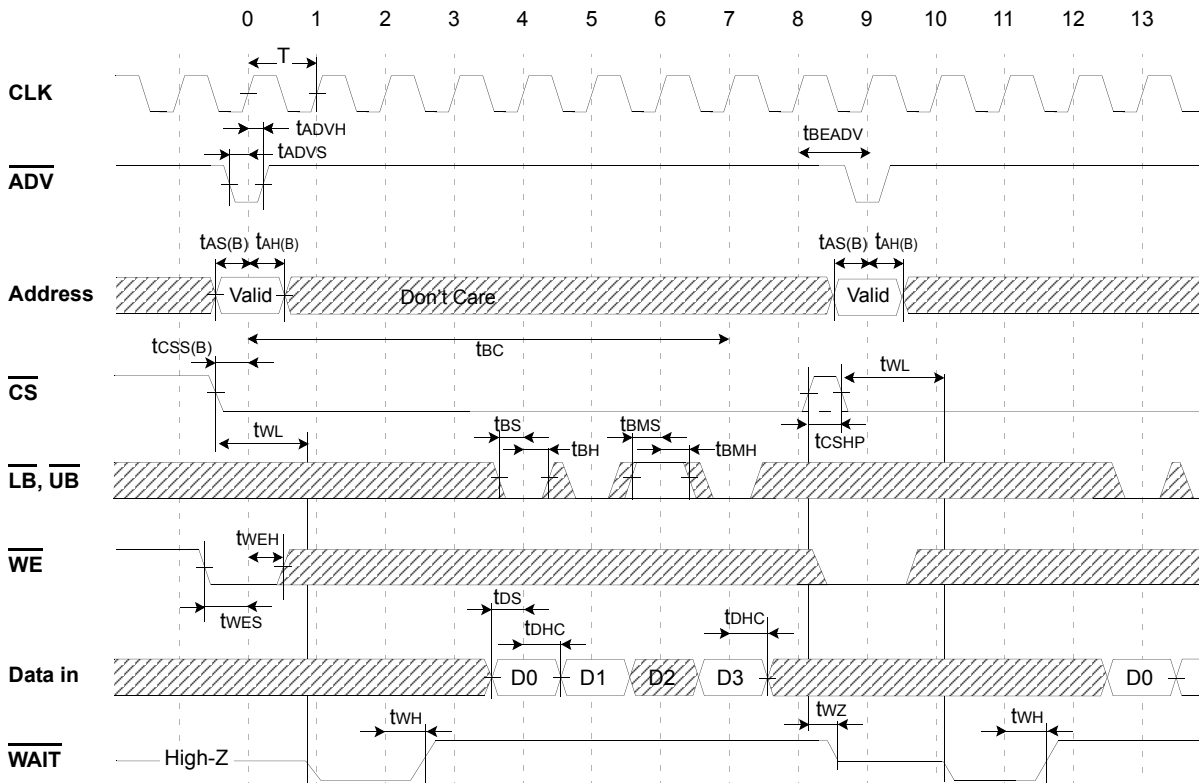 0 1 2 3 4 5 6 7 8 9 10 11 12 13
T
CLK
tADVH
tBEADV
tADVS
ADV
tAS(B) tAH(B) tAS(B) tAH(B)
Address Valid Don't Care Valid
tCSS(B) tBC
CS tWL
tWL tBS tBMS tCSHP
tBH tBMH
LB, UB
tWEH
WE
tWES tDS
tDHC tDHC
Data in D0 D1 D2 D3 D0
tWH tWZ tWH
WAIT High-Z